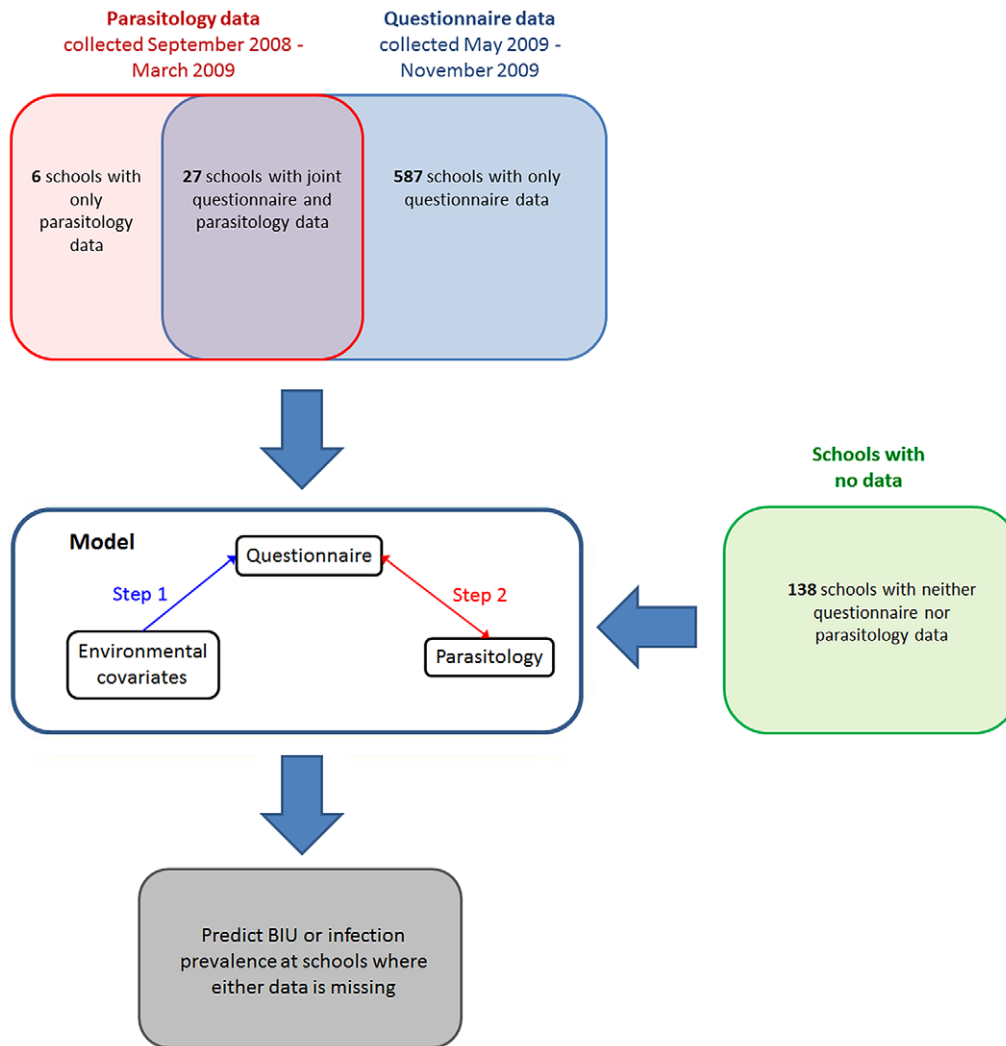 Parasitology data
collected September 2008 -
March 2009
Questionnaire data
collected May 2009 -
November 2009
6 schools with
only
parasitology
data
27 schools with joint
questionnaire and
parasitology data
587 schools with only
questionnaire data
Schools with
no data
138 schools with neither
questionnaire nor
parasitology data
Model
Questionnaire
Step 1
Step 2
Environmental
covariates
Parasitology
Predict BIU or infection
prevalence at schools where
either data is missing